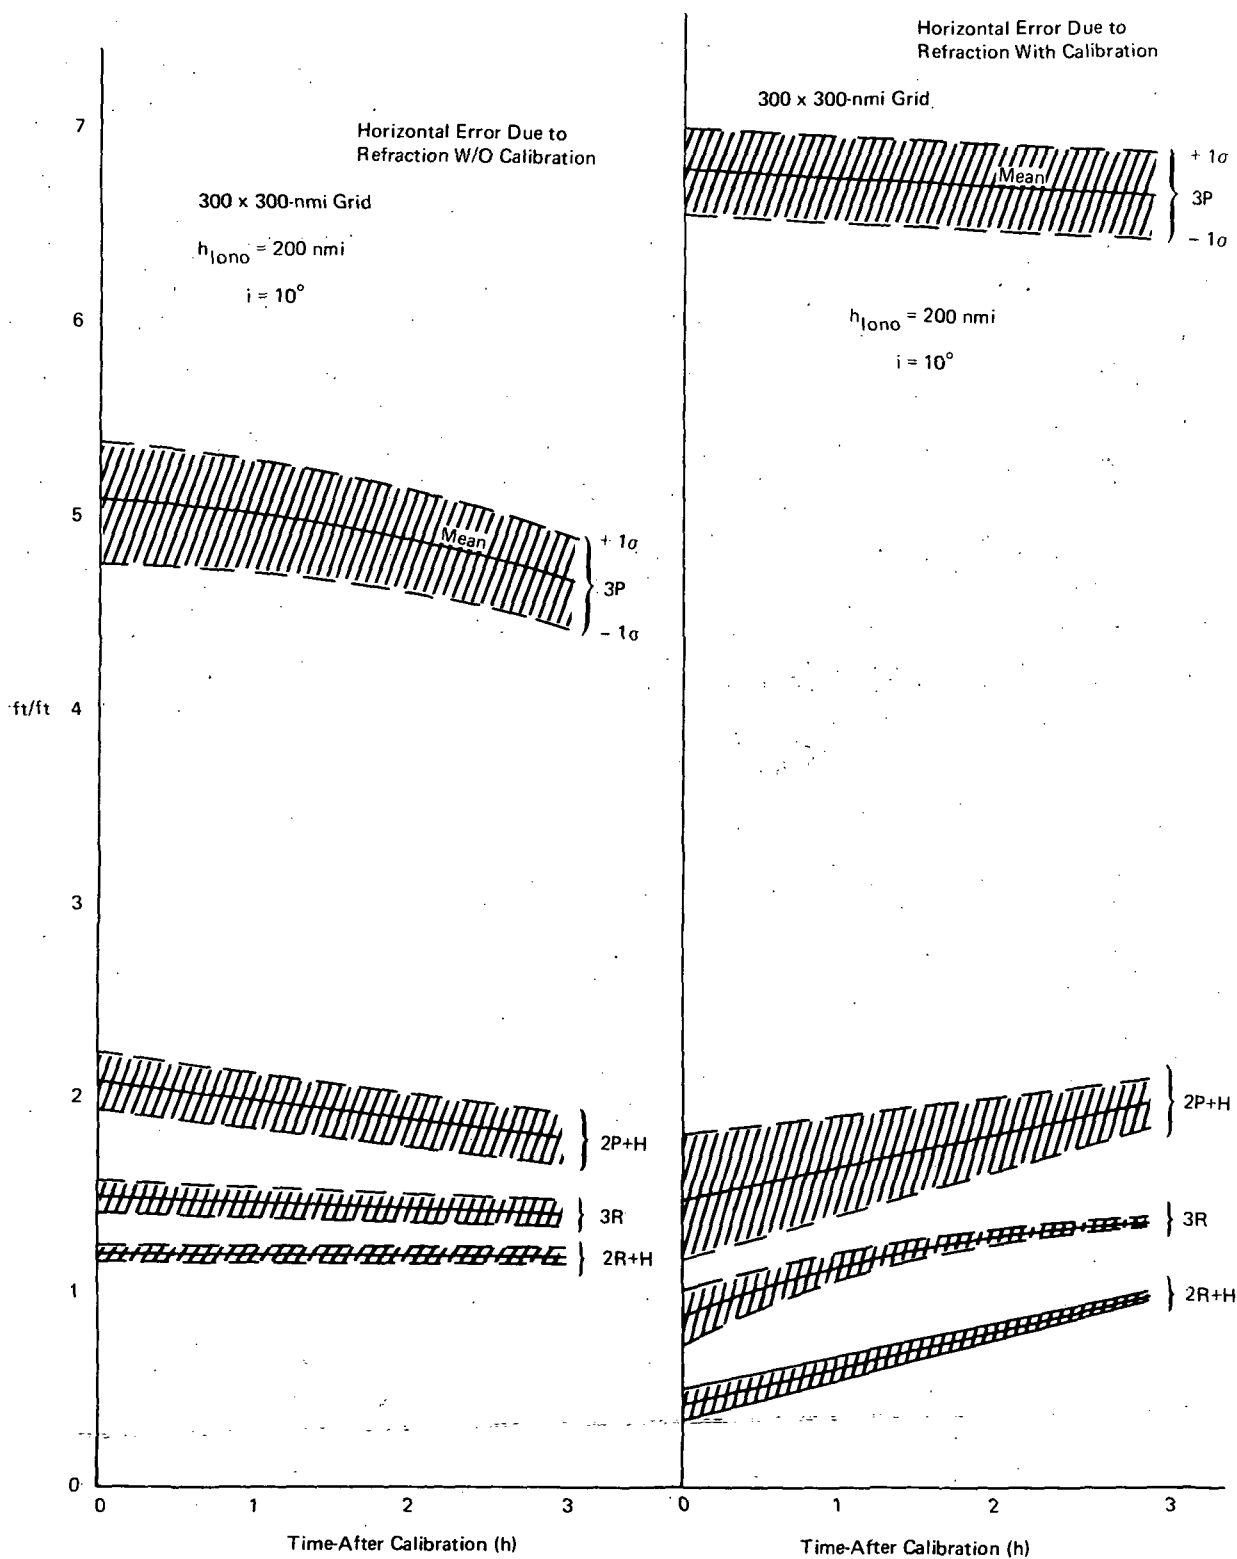 Horizontal Error Due to
Refraction W/O Calibration
300 x 300-nmi Grid
hIono = 200 nmi
i = 10°
7
6
5
ft/ft 4
3
2
1
0
Mean
+ 1σ
3P
− 1σ
2P+H
3R
2R+H
0 1 2 3
Time-After Calibration (h)
Horizontal Error Due to
Refraction With Calibration
300 x 300-nmi Grid
Mean
+ 1σ
3P
− 1σ
hIono = 200 nmi
i = 10°
2P+H
3R
2R+H
0 1 2 3
Time-After Calibration (h)